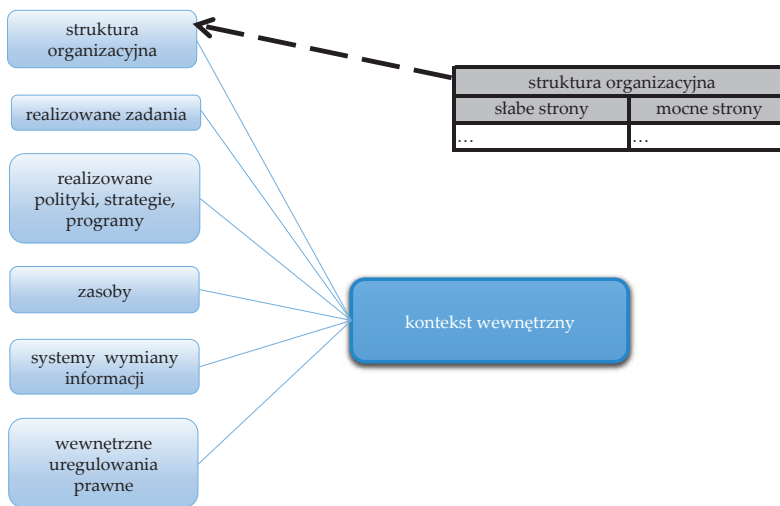 struktura
organizacyjna
realizowane zadania
realizowane
polityki, strategie,
programy
zasoby
systemy wymiany
informacji
wewnętrzne
uregulowania
prawne
kontekst wewnętrzny
struktura organizacyjna
słabe strony mocne strony
... ...